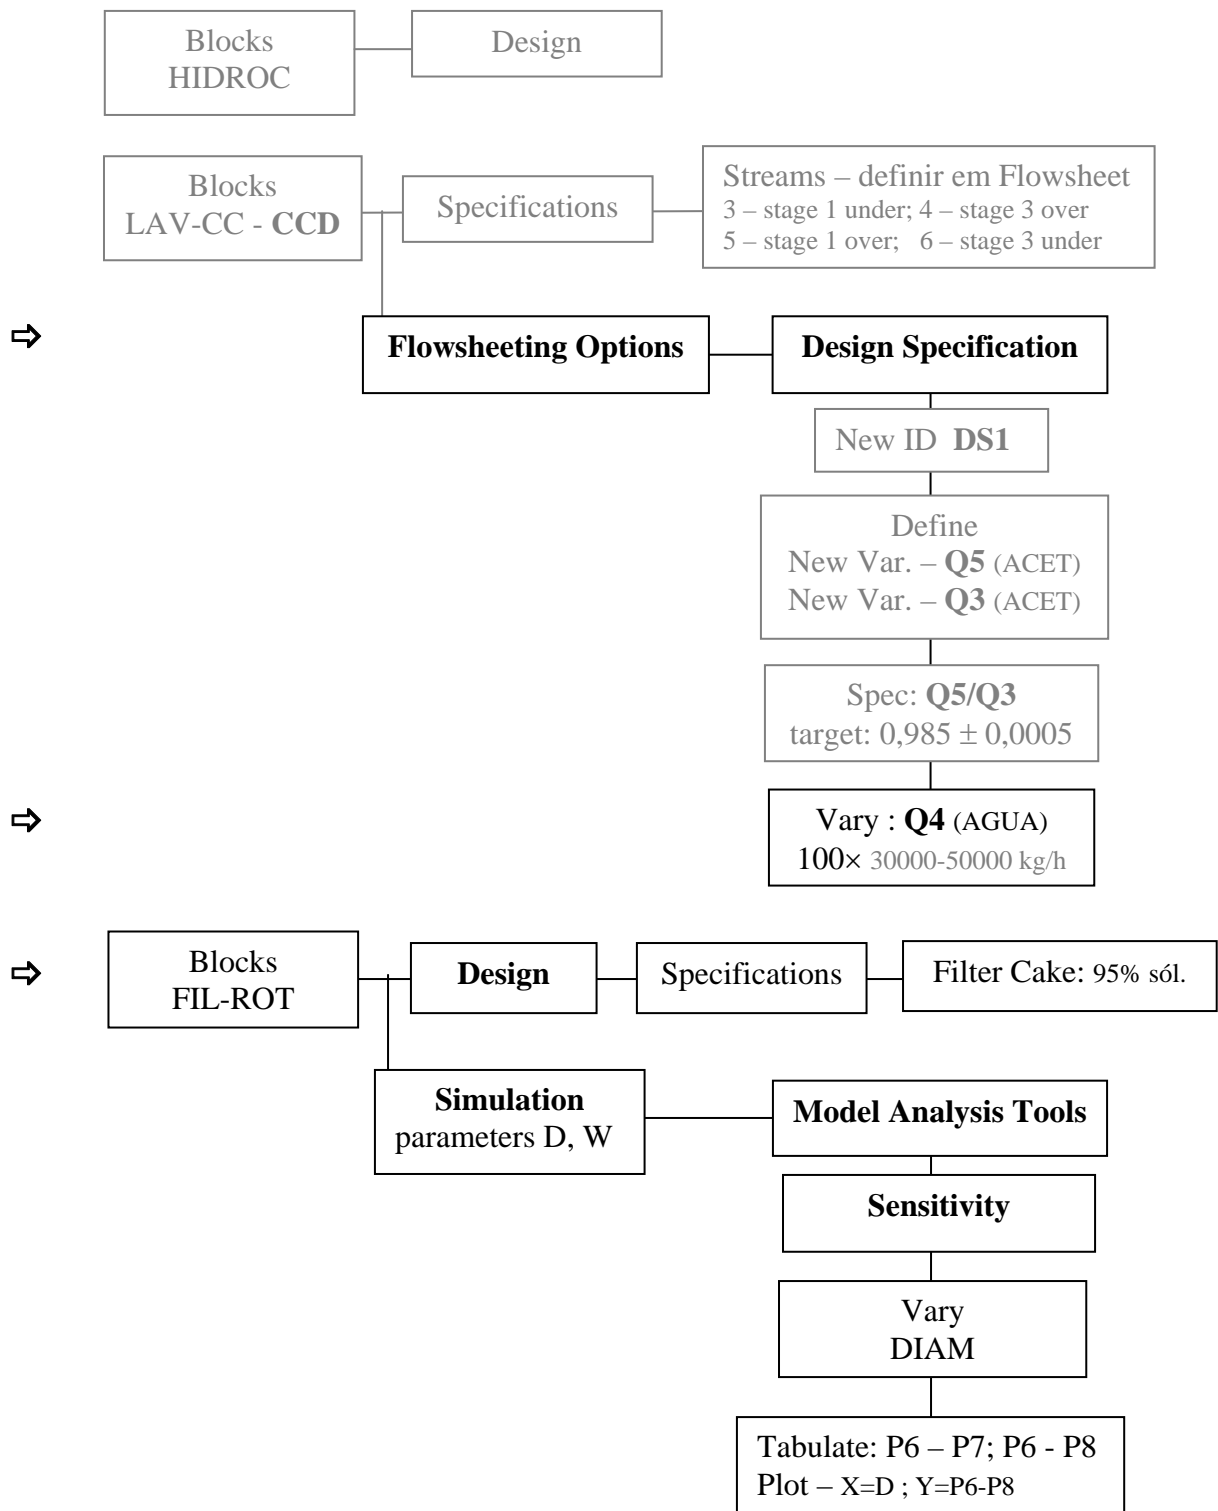 Blocks
HIDROC
Design
Blocks
LAV-CC - CCD
Specifications
Streams – definir em Flowsheet
3 – stage 1 under; 4 – stage 3 over
5 – stage 1 over; 6 – stage 3 under
⇨
Flowsheeting Options
Design Specification
New ID DS1
Define
New Var. – Q5 (ACET)
New Var. – Q3 (ACET)
Spec: Q5/Q3
target: 0,985 ± 0,0005
⇨
Vary : Q4 (AGUA)
100× 30000-50000 kg/h
⇨
Blocks
FIL-ROT
Design
Specifications
Filter Cake: 95% sól.
Simulation
parameters D, W
Model Analysis Tools
Sensitivity
Vary
DIAM
Tabulate: P6 – P7; P6 - P8
Plot – X=D ; Y=P6-P8